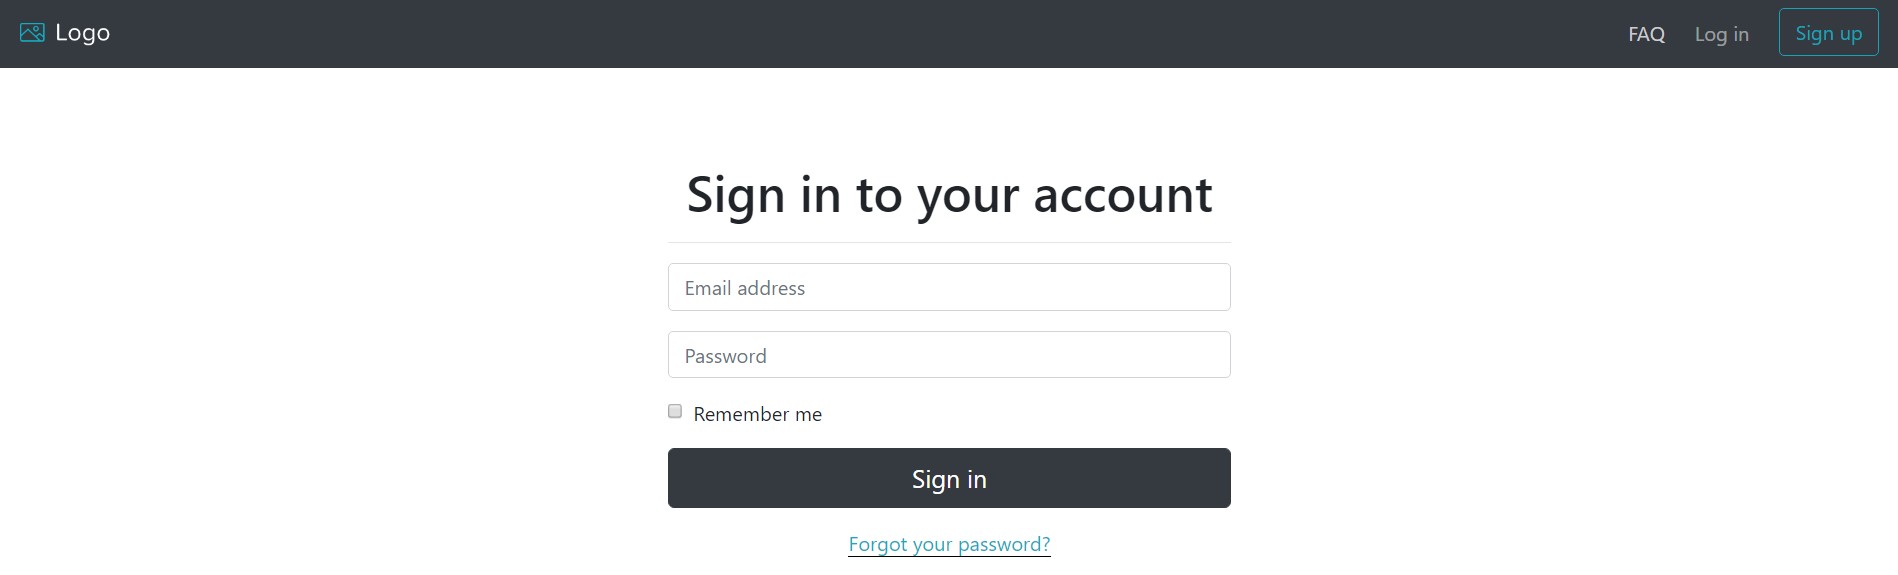 Logo
FAQ
Log in
Sign up
Sign in to your account
Email address
Password
Remember me
Sign in
Forgot your password?